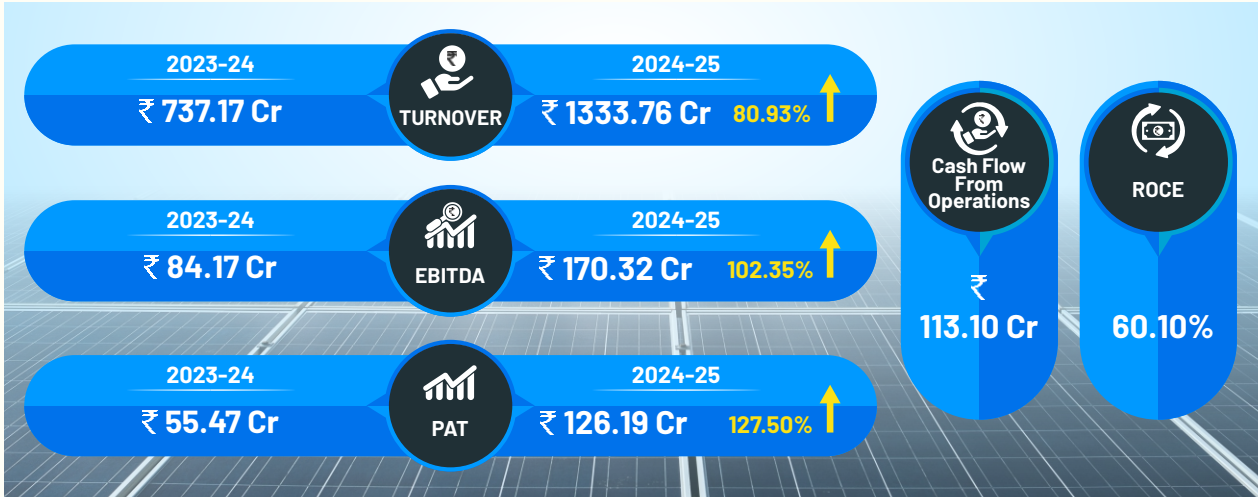 2023-24
TURNOVER
2024-25
₹ 737.17 Cr
₹ 1333.76 Cr 80.93%
2023-24
EBITDA
2024-25
₹ 84.17 Cr
₹ 170.32 Cr 102.35%
2023-24
PAT
2024-25
₹ 55.47 Cr
₹ 126.19 Cr 127.50%
Cash Flow
From
Operations
₹
113.10 Cr
ROCE
60.10%